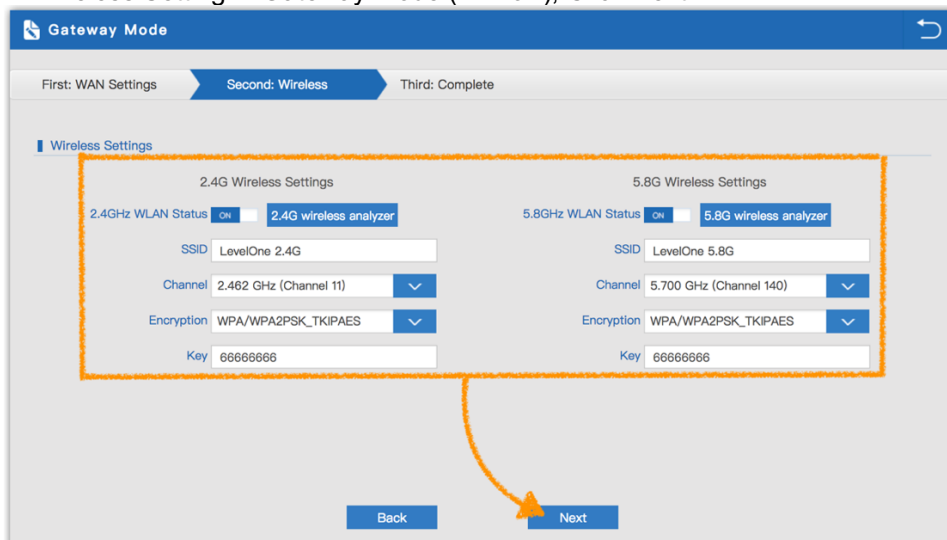 Gateway Mode
First: WAN Settings Second: Wireless Third: Complete
Wireless Settings
2.4G Wireless Settings 5.8G Wireless Settings
2.4GHz WLAN Status ON 2.4G wireless analyzer 5.8GHz WLAN Status ON 5.8G wireless analyzer
SSID LevelOne 2.4G SSID LevelOne 5.8G
Channel 2.462 GHz (Channel 11) Channel 5.700 GHz (Channel 140)
Encryption WPA/WPA2PSK_TKIPAES Encryption WPA/WPA2PSK_TKIPAES
Key 66666666 Key 66666666
Back Next